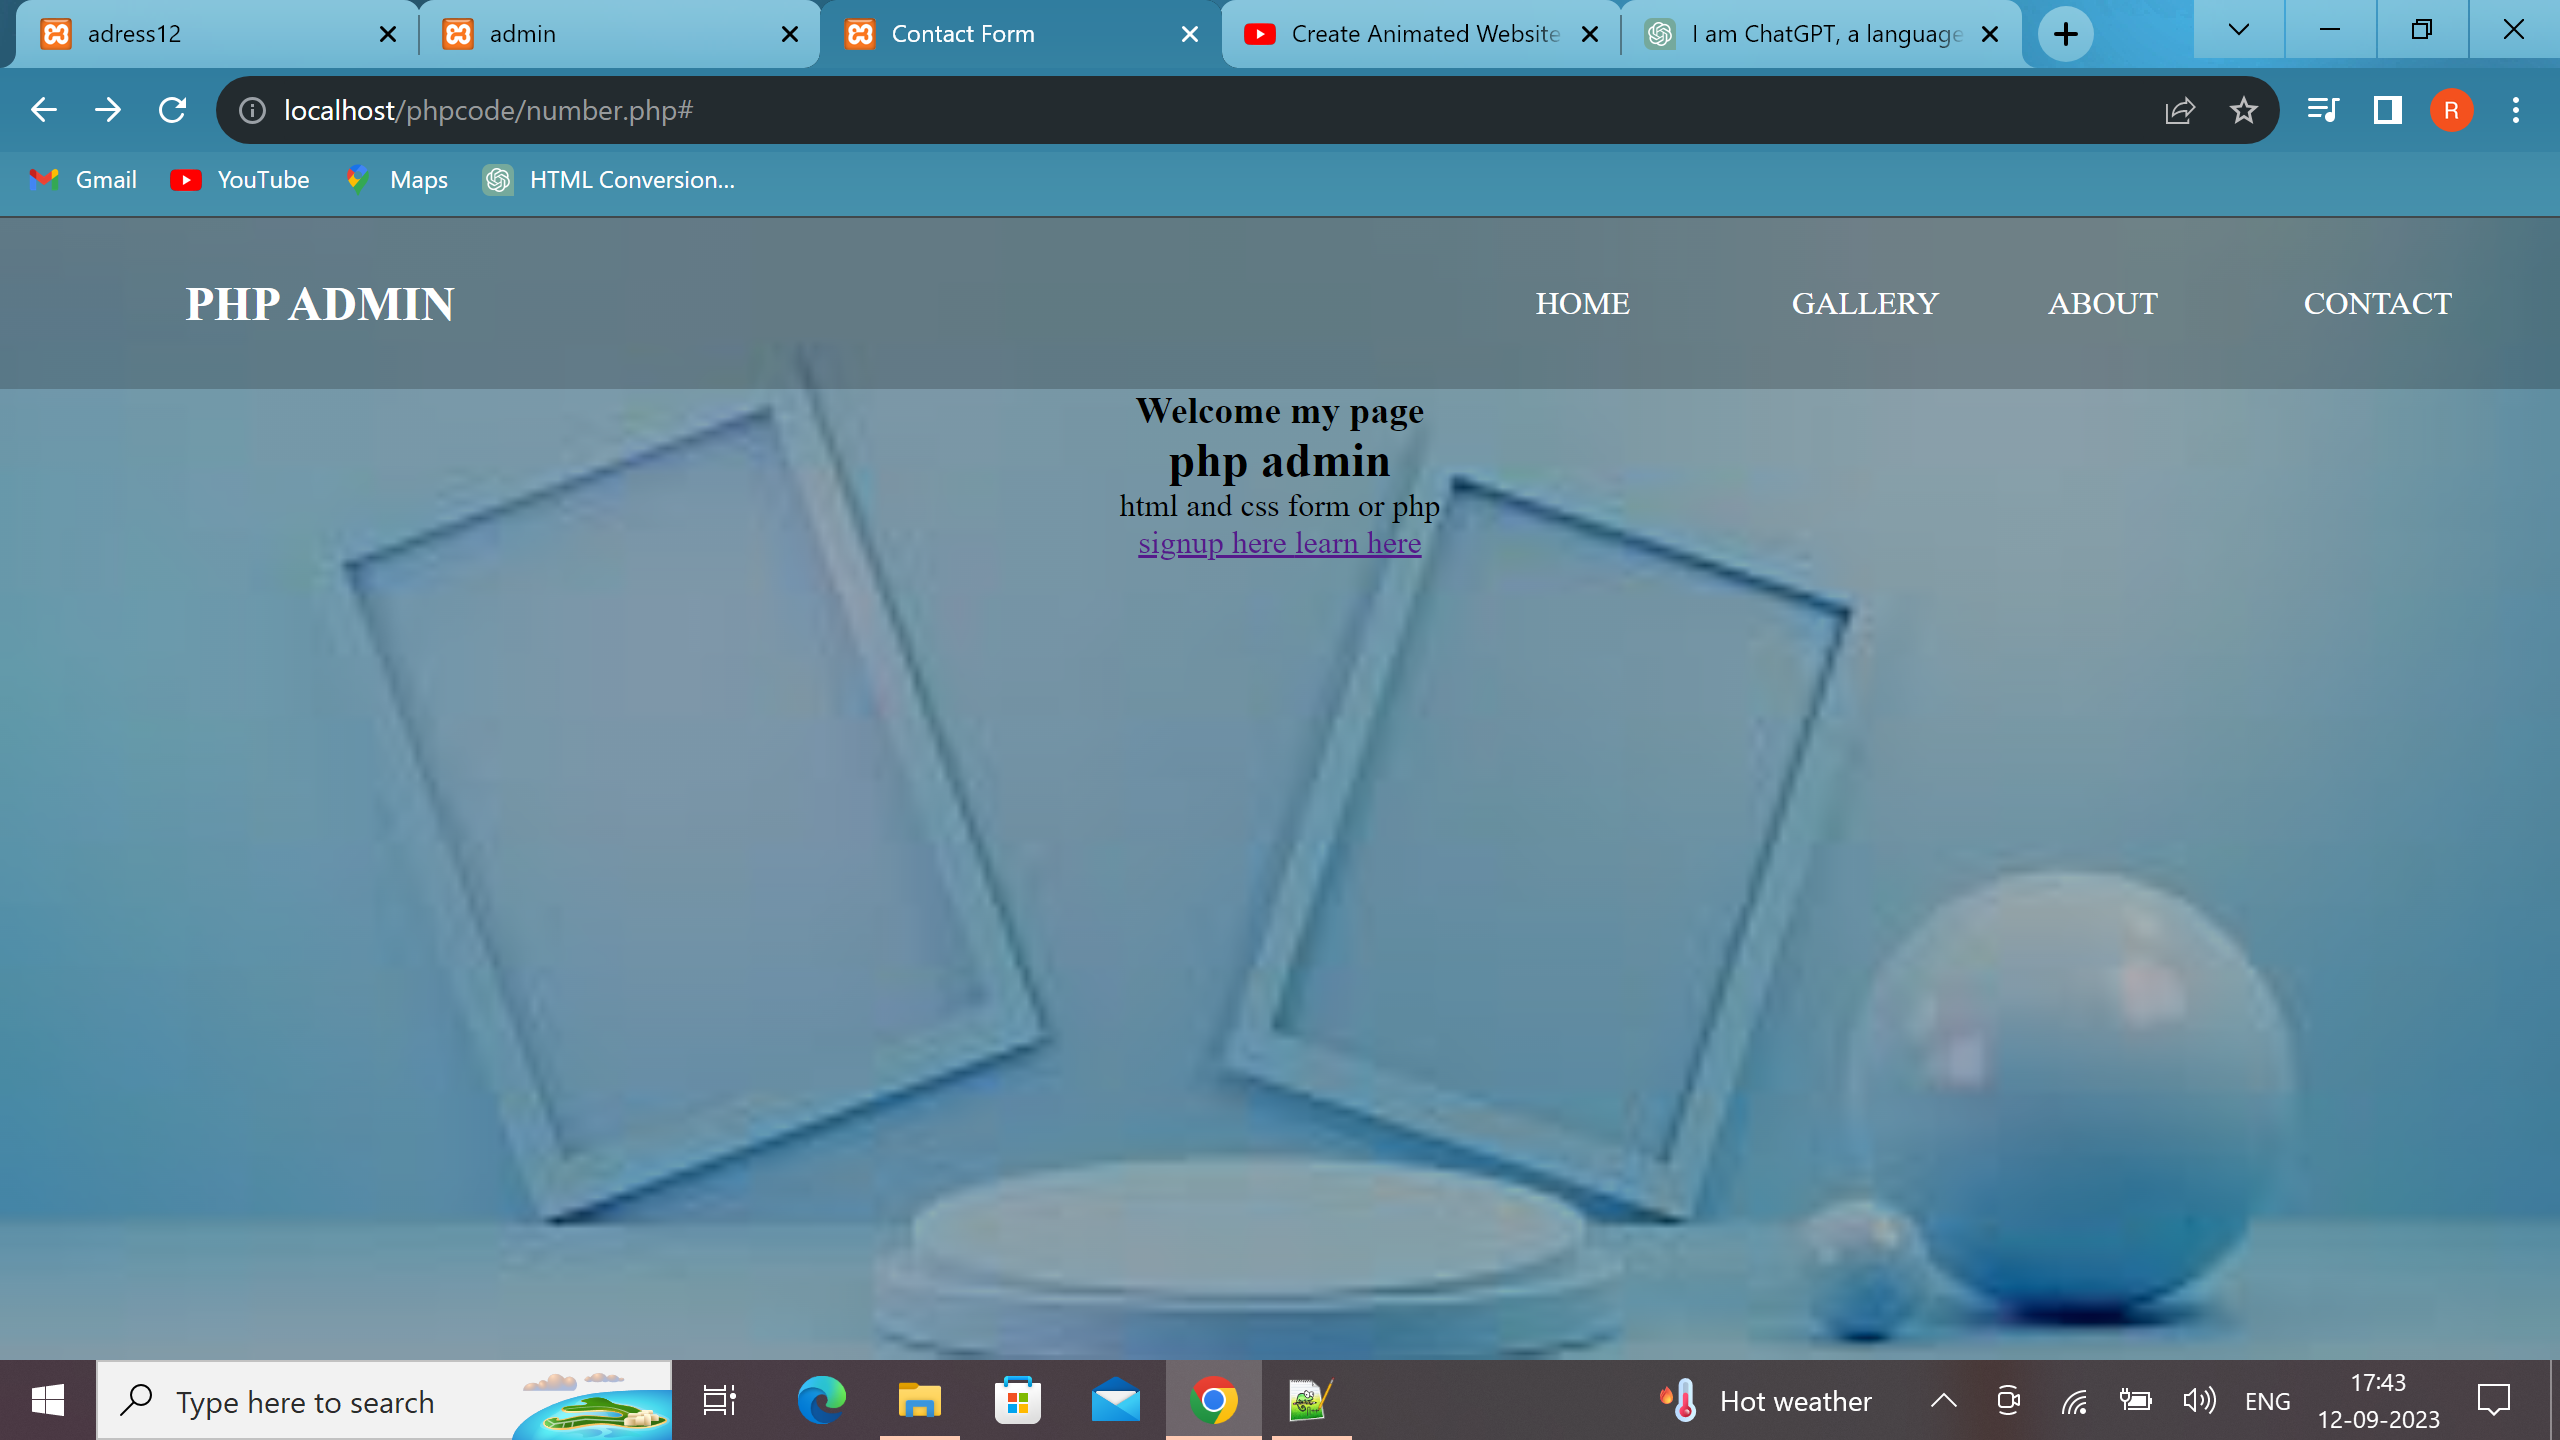 adress12
admin
Contact Form
Create Animated Website
I am ChatGPT, a language
localhost/phpcode/number.php#
R
Gmail
YouTube
Maps
HTML Conversion...
PHP ADMIN
HOME
GALLERY
ABOUT
CONTACT
Welcome my page
php admin
html and css form or php
signup here learn here
Type here to search
Hot weather
ENG
17:43
12-09-2023